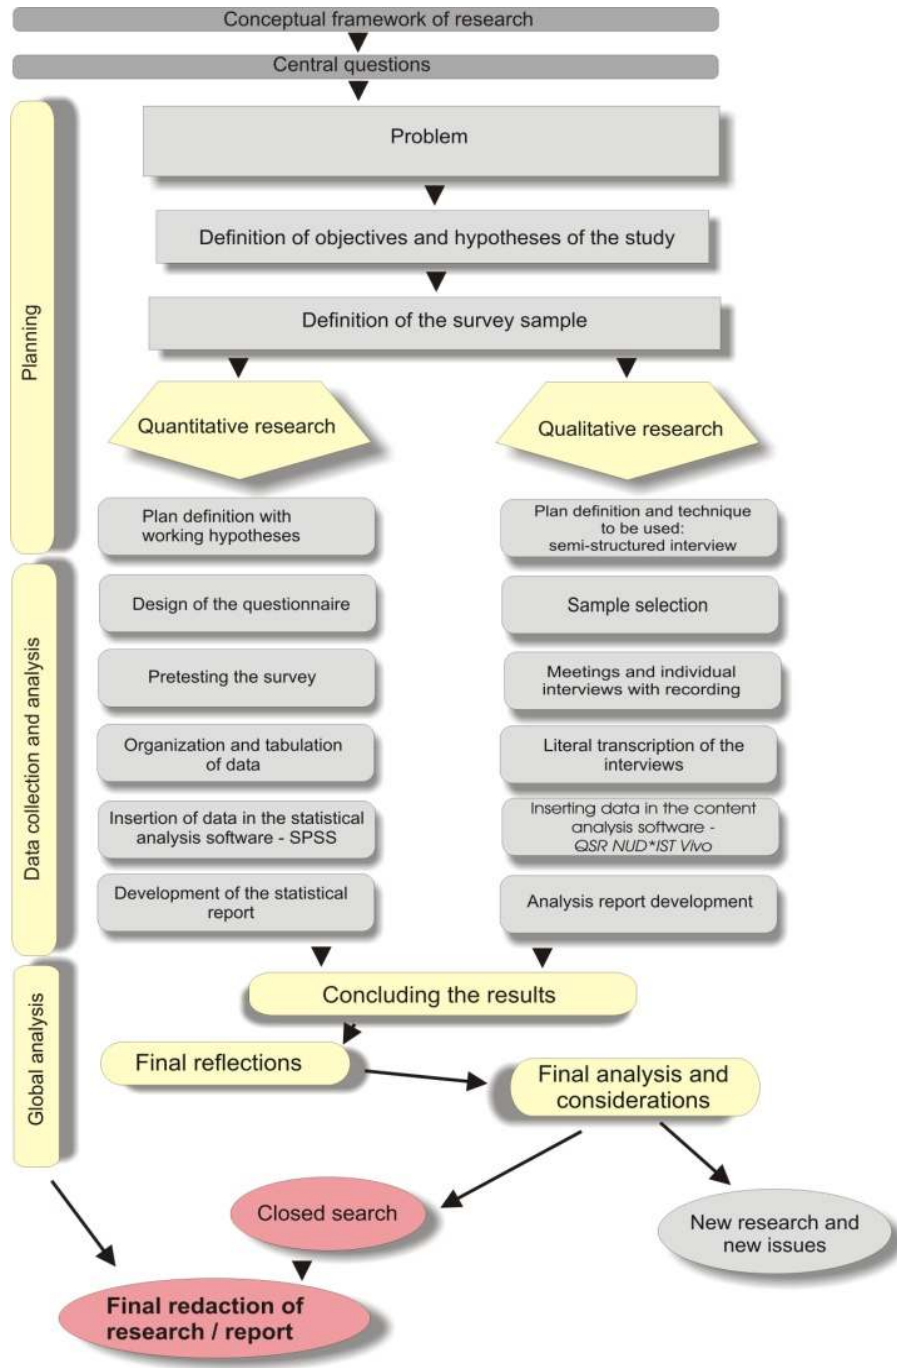 Conceptual framework of research
Central questions
Planning
Problem
Definition of objectives and hypotheses of the study
Definition of the survey sample
Quantitative research
Qualitative research
Plan definition with
working hypotheses
Plan definition and technique
to be used:
semi-structured interview
Data collection and analysis
Design of the questionnaire
Sample selection
Pretesting the survey
Meetings and individual
interviews with recording
Organization and tabulation
of data
Literal transcription of the
interviews
Insertion of data in the statistical
analysis software - SPSS
Inserting data in the content
analysis software -
QSR NUD*IST Vivo
Development of the statistical
report
Analysis report development
Global analysis
Concluding the results
Final reflections
Final analysis and
considerations
Closed search
New research and
new issues
Final redaction of
research / report